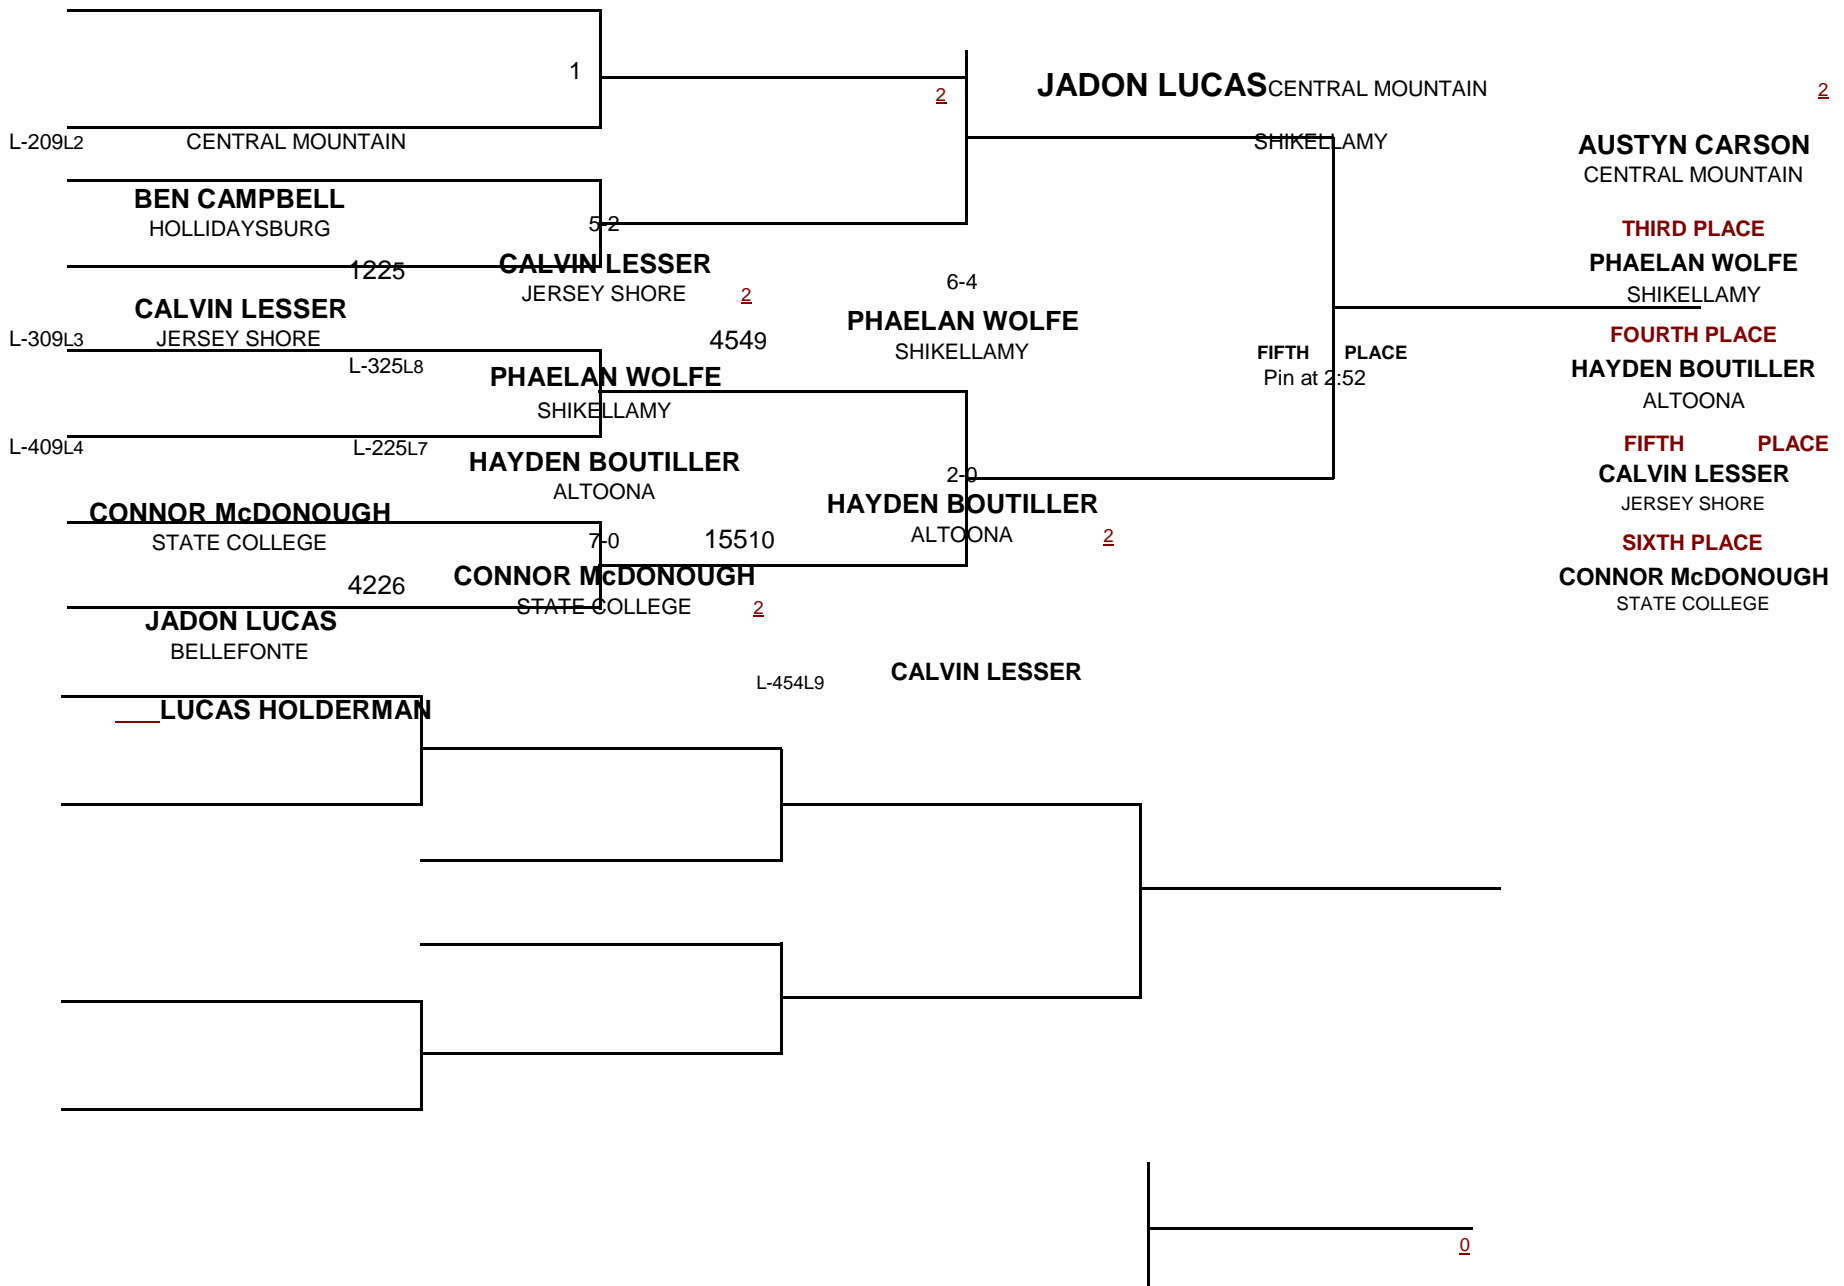 1
2
JADON LUCAS CENTRAL MOUNTAIN
2
L-209L2
CENTRAL MOUNTAIN
SHIKELLAMY
AUSTYN CARSON
CENTRAL MOUNTAIN
BEN CAMPBELL
HOLLIDAYSBURG
5-2
THIRD PLACE
1225
CALVIN LESSER
JERSEY SHORE
2
6-4
PHAELAN WOLFE
SHIKELLAMY
CALVIN LESSER
JERSEY SHORE
L-309L3
4549
PHAELAN WOLFE
SHIKELLAMY
FOURTH PLACE
L-325L8
PHAELAN WOLFE
SHIKELLAMY
FIFTH PLACE
Pin at 2:52
HAYDEN BOUTILLER
ALTOONA
L-409L4
L-225L7
HAYDEN BOUTILLER
ALTOONA
2-0
FIFTH PLACE
CALVIN LESSER
JERSEY SHORE
CONNOR McDONOUGH
STATE COLLEGE
7-0
15510
HAYDEN BOUTILLER
ALTOONA
2
SIXTH PLACE
4226
CONNOR McDONOUGH
STATE COLLEGE
2
CONNOR McDONOUGH
STATE COLLEGE
JADON LUCAS
BELLEFONTE
L-454L9
CALVIN LESSER
LUCAS HOLDERMAN
0